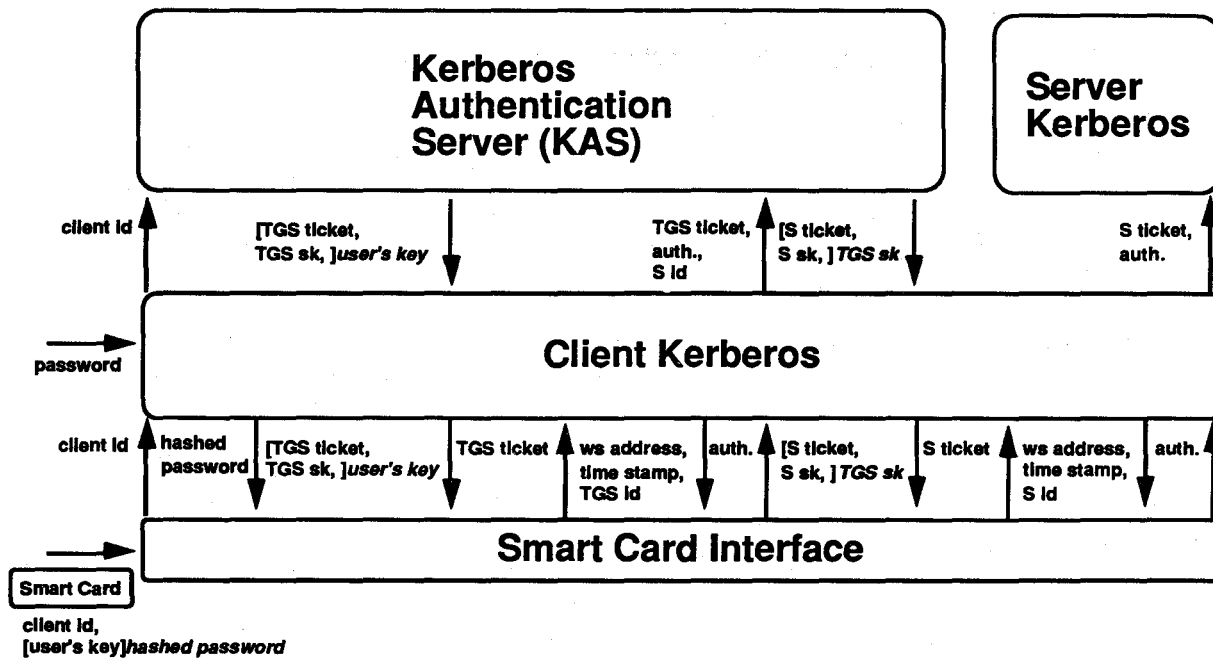 Kerberos
Authentication
Server (KAS)
Server
Kerberos
client id
[TGS ticket,
TGS sk, ]user's key
TGS ticket,
auth.,
S id
[S ticket,
S sk, ] TGS sk
S ticket,
auth.
password
Client Kerberos
client id
hashed
password
[TGS ticket,
TGS sk, ]user's key
TGS ticket
ws address,
time stamp,
TGS id
auth.
[S ticket,
S sk, ] TGS sk
S ticket
ws address,
time stamp,
S id
auth.
Smart Card Interface
Smart Card
client id,
[user's key]hashed password